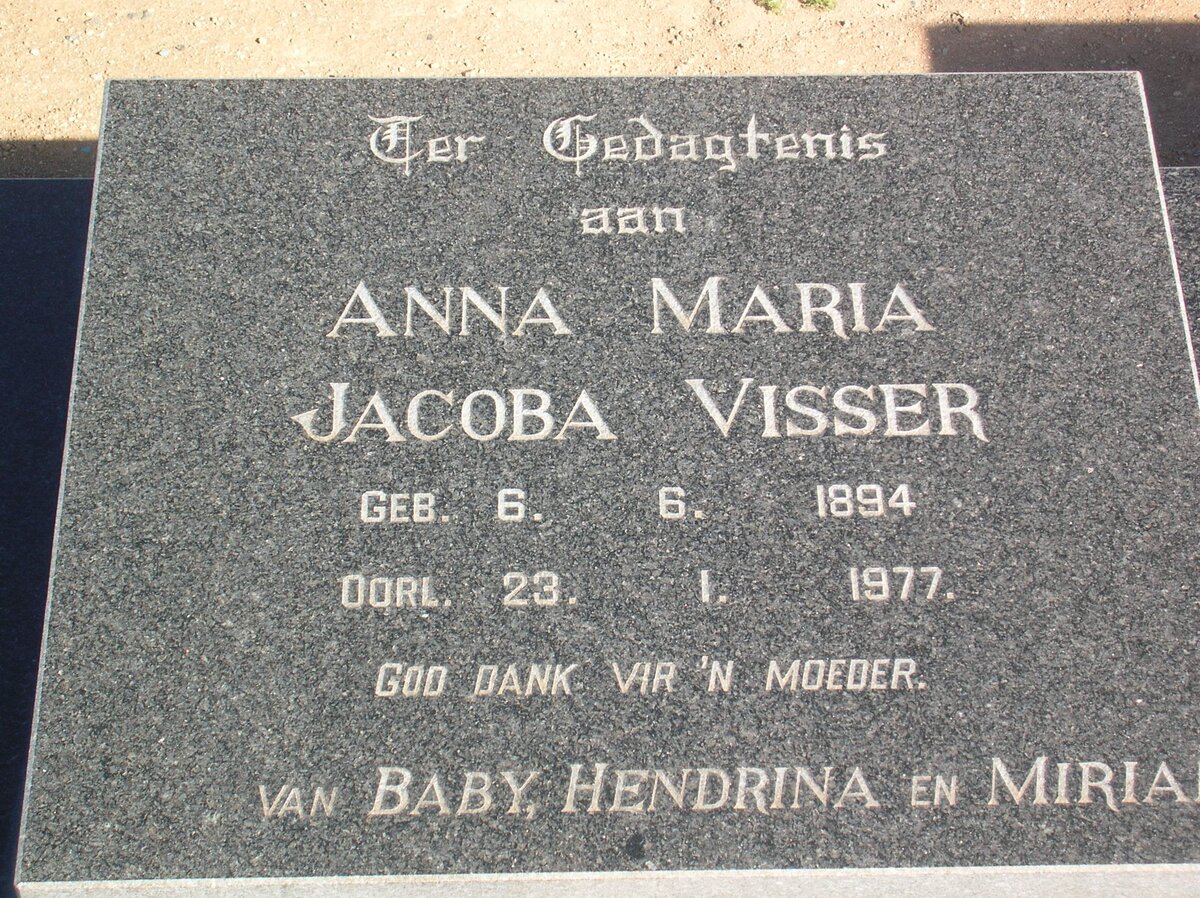 Ter Gedagtenis
aan
ANNA MARIA
JACOBA VISSER
GEB. 6. 6. 1894
OORL. 23. 1. 1977.
GOD DANK VIR 'N MOEDER.
VAN BABY, HENDRINA EN